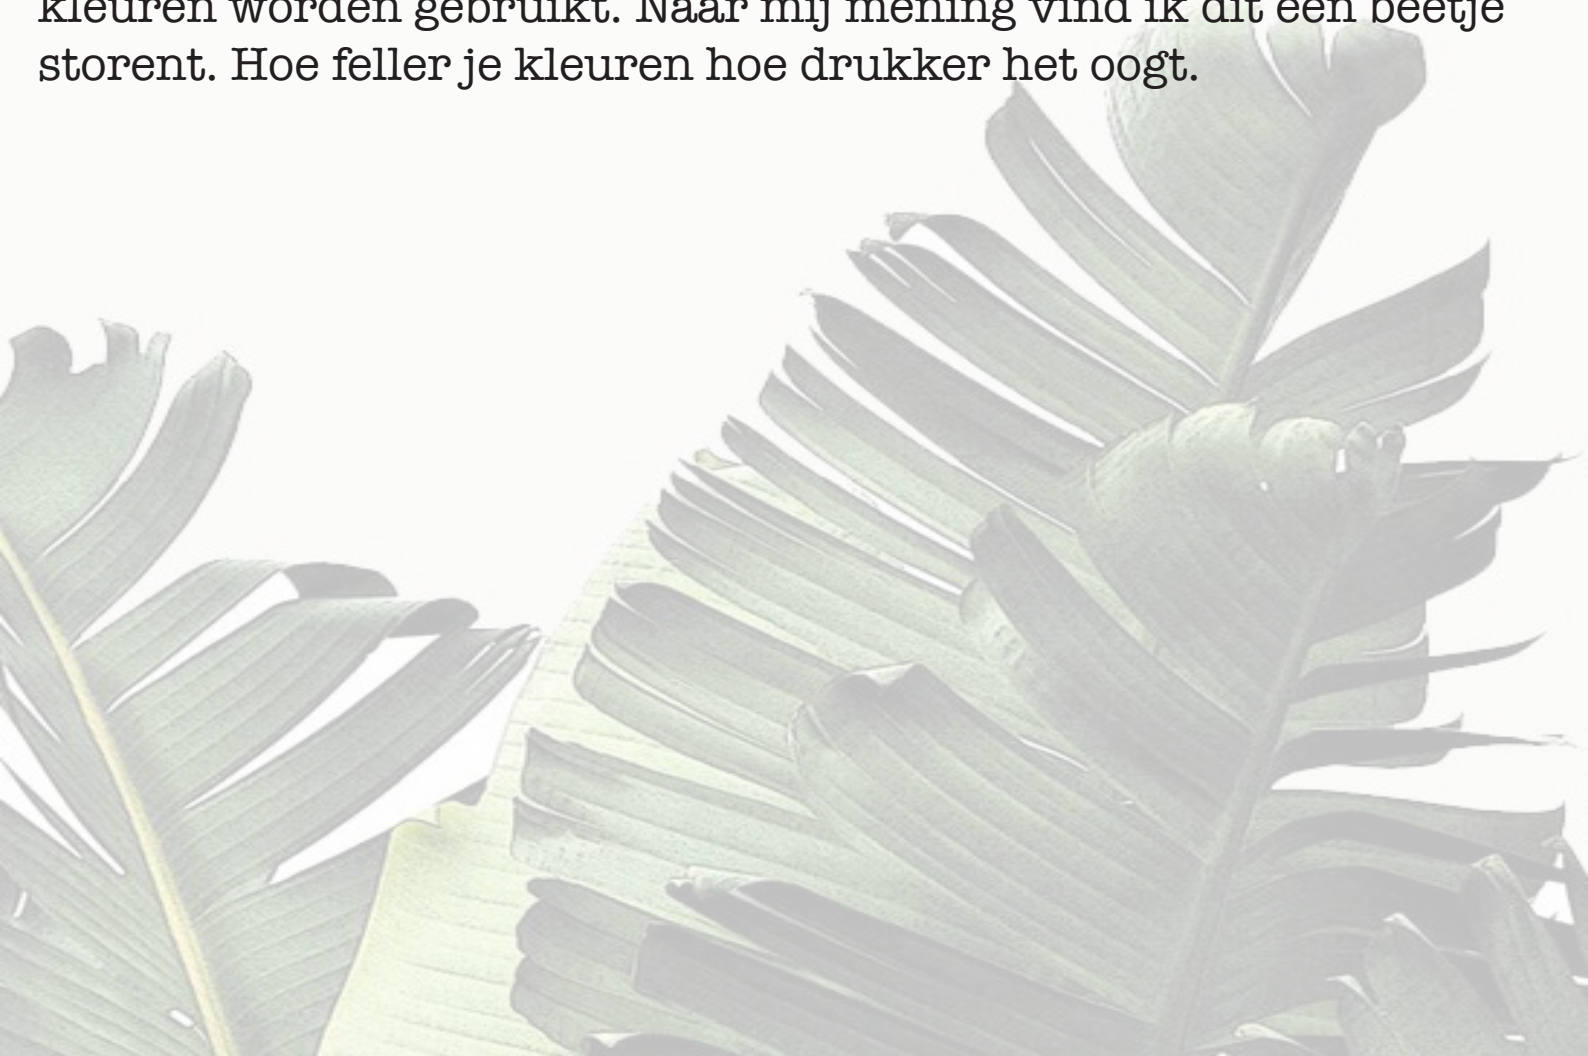 kleuren worden gebruikt. Naar mij mening vind ik dit een beetje
storent. Hoe feller je kleuren hoe drukker het oogt.